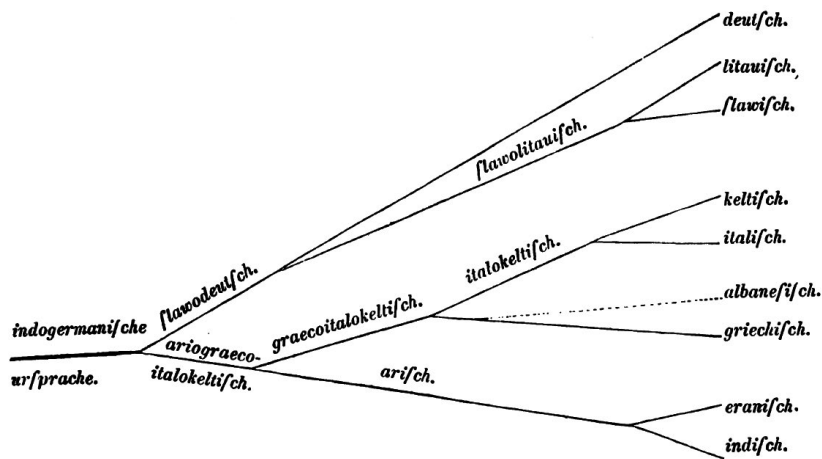 deutſch.
litauiſch.
ſlawiſch.
ſlawolitauiſch.
keltiſch.
italiſch.
italokeltiſch.
ſlawodeutſch.
albaneſiſch.
graecoitalokeltiſch.
griechiſch.
indogermaniſche
urſprache.
ariograeco-
italokeltiſch.
ariſch.
eraniſch.
indiſch.